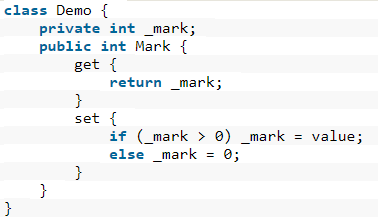 class Demo {
    private int _mark;
    public int Mark {
        get {
            return _mark;
        }
        set {
            if (_mark > 0) _mark = value;
            else _mark = 0;
        }
    }
}